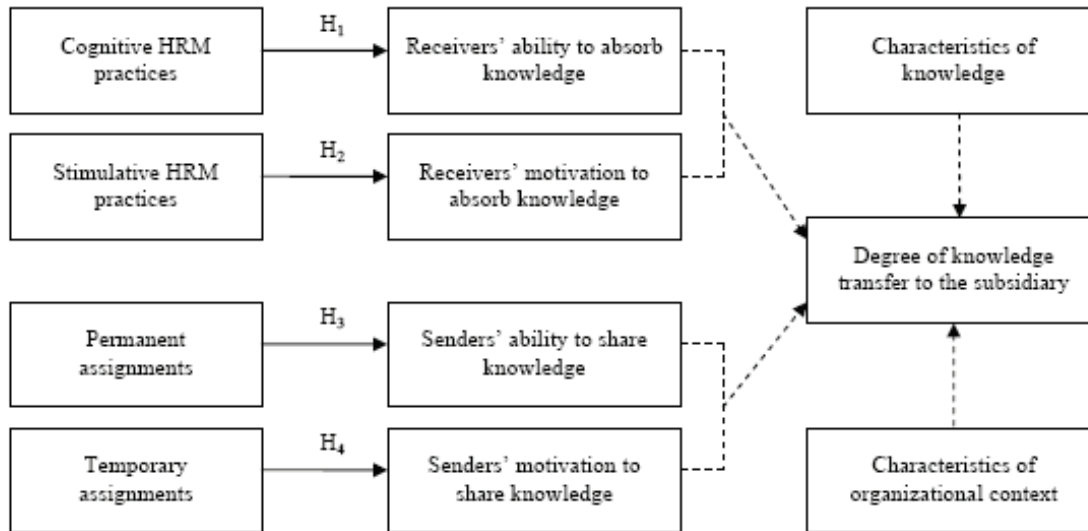 Cognitive HRM
practices
H₁
Receivers’ ability to absorb
knowledge
Characteristics of
knowledge
Stimulative HRM
practices
H₂
Receivers’ motivation to
absorb knowledge
Degree of knowledge
transfer to the subsidiary
Permanent
assignments
H₃
Senders’ ability to share
knowledge
Temporary
assignments
H₄
Senders’ motivation to
share knowledge
Characteristics of
organizational context